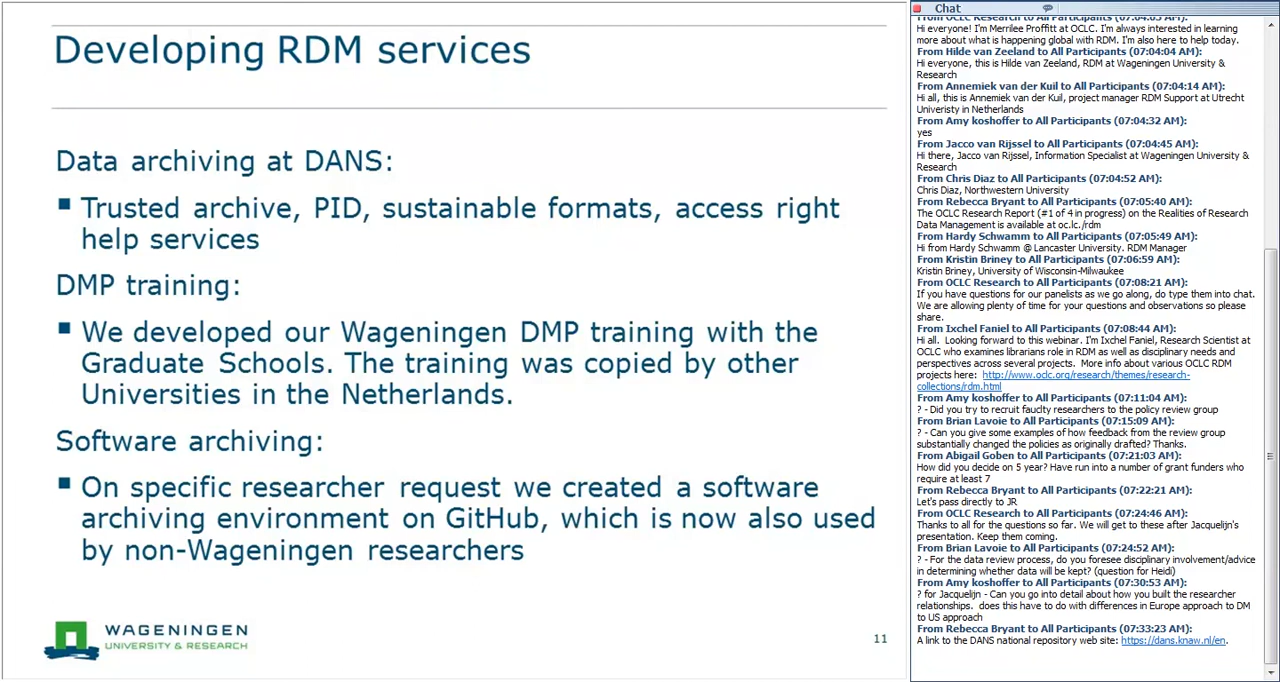 Developing RDM services
Data archiving at DANS:
▪ Trusted archive, PID, sustainable formats, access right
help services
DMP training:
▪ We developed our Wageningen DMP training with the
Graduate Schools. The training was copied by other
Universities in the Netherlands.
Software archiving:
▪ On specific researcher request we created a software
archiving environment on GitHub, which is now also used
by non-Wageningen researchers
WAGENINGEN
UNIVERSITY & RESEARCH
11
Chat
From OCLC Research to All Participants (07:04:03 AM):
Hi everyone! I'm Merrilee Proffitt at OCLC. I'm always interested in learning
more about what is happening global with RDM. I'm also here to help today.
From Hilde van Zeeland to All Participants (07:04:04 AM):
Hi everyone, this is Hilde van Zeeland, RDM at Wageningen University &
Research
From Annemiek van der Kuil to All Participants (07:04:14 AM):
Hi all, this is Annemiek van der Kuil, project manager RDM Support at Utrecht
Univeristy in Netherlands
From Amy koshoffer to All Participants (07:04:32 AM):
yes
From Jacco van Rijssel to All Participants (07:04:45 AM):
Hi there, Jacco van Rijssel, Information Specialist at Wageningen University &
Research
From Chris Diaz to All Participants (07:04:52 AM):
Chris Diaz, Northwestern University
From Rebecca Bryant to All Participants (07:05:40 AM):
The OCLC Research Report (#1 of 4 in progress) on the Realities of Research
Data Management is available at oc.lc./rdm
From Hardy Schwamm to All Participants (07:05:49 AM):
Hi from Hardy Schwamm @ Lancaster University. RDM Manager
From Kristin Briney to All Participants (07:06:59 AM):
Kristin Briney, University of Wisconsin-Milwaukee
From OCLC Research to All Participants (07:08:21 AM):
If you have questions for our panelists as we go along, do type them into chat.
We are allowing plenty of time for your questions and observations so please
share.
From Ixchel Faniel to All Participants (07:08:44 AM):
Hi all.  Looking forward to this webinar. I'm Ixchel Faniel, Research Scientist at
OCLC who examines librarians role in RDM as well as disciplinary needs and
perspectives across several projects.  More info about various OCLC RDM
projects here:  http://www.oclc.org/research/themes/research-
collections/rdm.html
From Amy koshoffer to All Participants (07:11:04 AM):
? - Did you try to recruit fauclty researchers to the policy review group
From Brian Lavoie to All Participants (07:15:09 AM):
? - Can you give some examples of how feedback from the review group
substantially changed the policies as originally drafted? Thanks.
From Abigail Goben to All Participants (07:21:03 AM):
How did you decide on 5 year? Have run into a number of grant funders who
require at least 7
From Rebecca Bryant to All Participants (07:22:21 AM):
Let's pass directly to JR
From OCLC Research to All Participants (07:24:46 AM):
Thanks to all for the questions so far. We will get to these after Jacquelijn's
presentation. Keep them coming.
From Brian Lavoie to All Participants (07:24:52 AM):
? - For the data review process, do you foresee disciplinary involvement/advice
in determining whether data will be kept? (question for Heidi)
From Amy koshoffer to All Participants (07:30:53 AM):
? for Jacquelijn - Can you go into detail about how you built the researcher
relationships.  does this have to do with differences in Europe approach to DM
to US approach
From Rebecca Bryant to All Participants (07:33:23 AM):
A link to the DANS national repository web site: https://dans.knaw.nl/en.